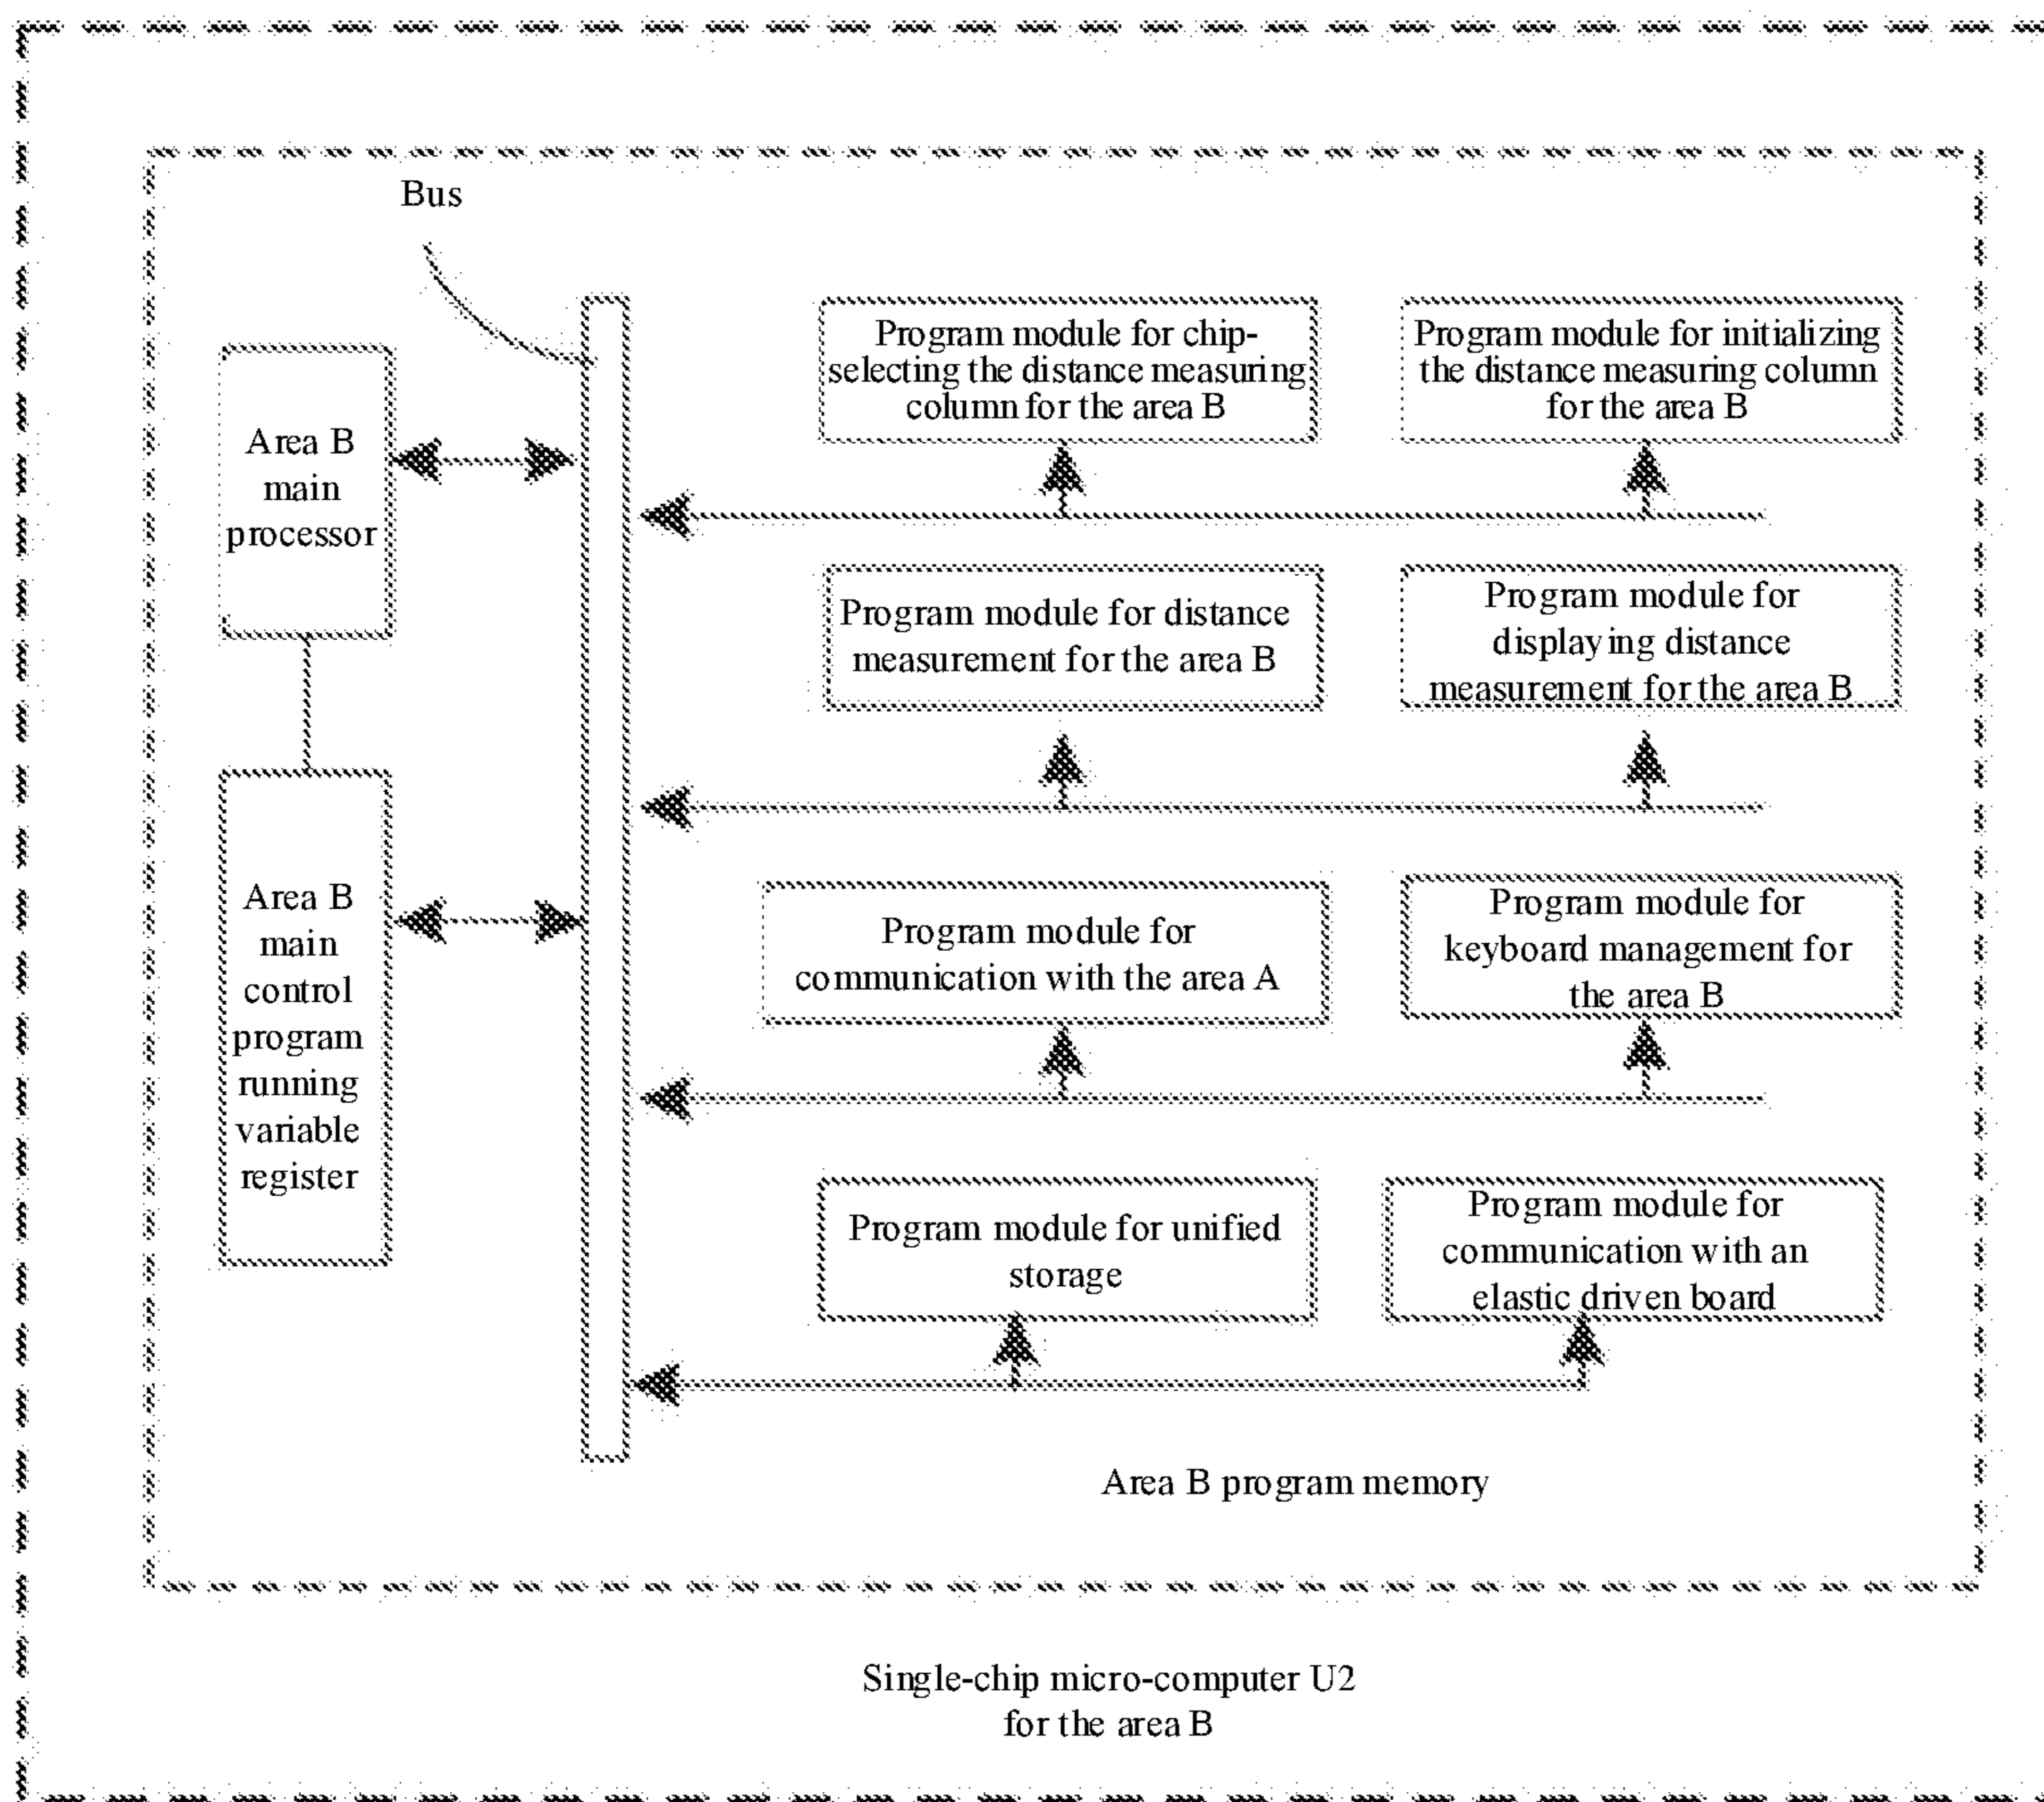 Bus
Program module for chip-
selecting the distance measuring
column for the area B
Program module for initializing
the distance measuring column
for the area B
Area B
main
processor
Program module for distance
measurement for the area B
Program module for
displaying distance
measurement for the area B
Area B
main
control
program
running
variable
register
Program module for
communication with the area A
Program module for
keyboard management for
the area B
Program module for unified
storage
Program module for
communication with an
elastic driven board
Area B program memory
Single-chip micro-computer U2
for the area B